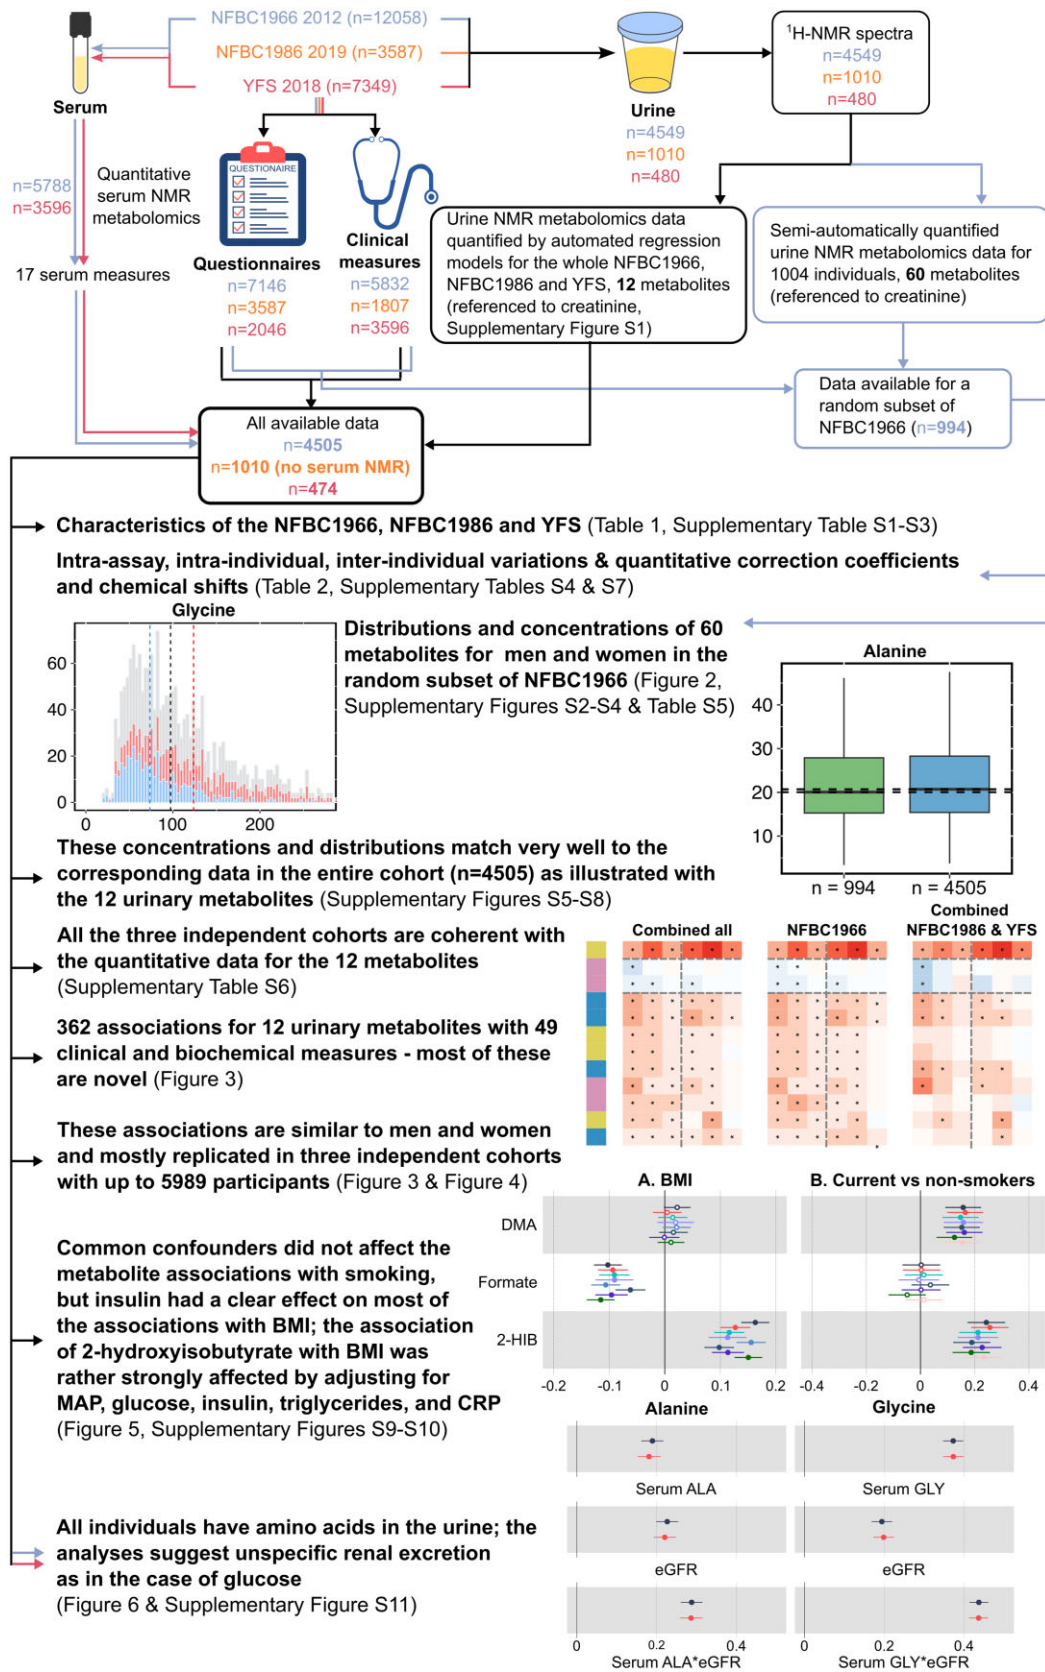 NFBC1966 2012 (n=12058)
NFBC1986 2019 (n=3587)
YFS 2018 (n=7349)
Serum
n=5788
n=3596
Quantitative
serum NMR
metabolomics
17 serum measures
QUESTIONAIRE
Questionnaires
n=7146
n=3587
n=2046
Clinical
measures
n=5832
n=1807
n=3596
Urine
n=4549
n=1010
n=480
¹H-NMR spectra
n=4549
n=1010
n=480
Urine NMR metabolomics data
quantified by automated regression
models for the whole NFBC1966,
NFBC1986 and YFS, 12 metabolites
(referenced to creatinine,
Supplementary Figure S1)
Semi-automatically quantified
urine NMR metabolomics data for
1004 individuals, 60 metabolites
(referenced to creatinine)
Data available for a
random subset of
NFBC1966 (n=994)
All available data
n=4505
n=1010 (no serum NMR)
n=474
Characteristics of the NFBC1966, NFBC1986 and YFS (Table 1, Supplementary Table S1-S3)
Intra-assay, intra-individual, inter-individual variations & quantitative correction coefficients
and chemical shifts (Table 2, Supplementary Tables S4 & S7)
Glycine
60
40
20
0
0 100 200
Distributions and concentrations of 60
metabolites for men and women in the
random subset of NFBC1966 (Figure 2,
Supplementary Figures S2-S4 & Table S5)
Alanine
40
30
20
10
n = 994 n = 4505
These concentrations and distributions match very well to the
corresponding data in the entire cohort (n=4505) as illustrated with
the 12 urinary metabolites (Supplementary Figures S5-S8)
All the three independent cohorts are coherent with
the quantitative data for the 12 metabolites
(Supplementary Table S6)
Combined all
NFBC1966
Combined
NFBC1986 & YFS
362 associations for 12 urinary metabolites with 49
clinical and biochemical measures - most of these
are novel (Figure 3)
These associations are similar to men and women
and mostly replicated in three independent cohorts
with up to 5989 participants (Figure 3 & Figure 4)
A. BMI
B. Current vs non-smokers
DMA
Formate
2-HIB
-0.2 -0.1 0 0.1 0.2
-0.4 -0.2 0 0.2 0.4
Common confounders did not affect the
metabolite associations with smoking,
but insulin had a clear effect on most of
the associations with BMI; the association
of 2-hydroxyisobutyrate with BMI was
rather strongly affected by adjusting for
MAP, glucose, insulin, triglycerides, and CRP
(Figure 5, Supplementary Figures S9-S10)
Alanine
Glycine
Serum ALA
Serum GLY
eGFR
eGFR
0 0.2 0.4
0 0.2 0.4
Serum ALA*eGFR
Serum GLY*eGFR
All individuals have amino acids in the urine; the
analyses suggest unspecific renal excretion
as in the case of glucose
(Figure 6 & Supplementary Figure S11)